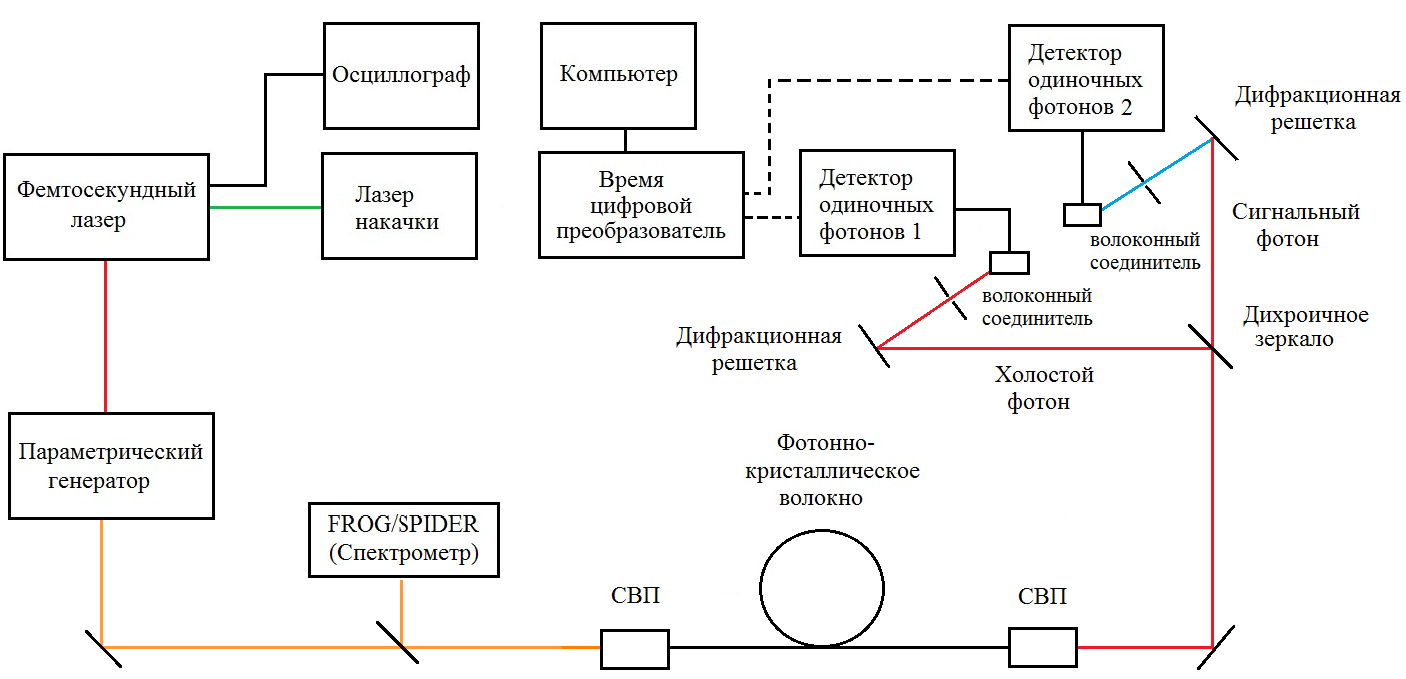 Осциллограф
Компьютер
Детектор
одиночных
фотонов 2
Дифракционная
решетка
Фемтосекундный
лазер
Лазер
накачки
Время
цифровой
преобразователь
Детектор
одиночных
фотонов 1
Сигнальный
фотон
волоконный
соединитель
волоконный
соединитель
Дифракционная
решетка
Дихроичное
зеркало
Холостой
фотон
Параметрический
генератор
Фотонно-
кристаллическое
волокно
FROG/SPIDER
(Спектрометр)
СВП
СВП